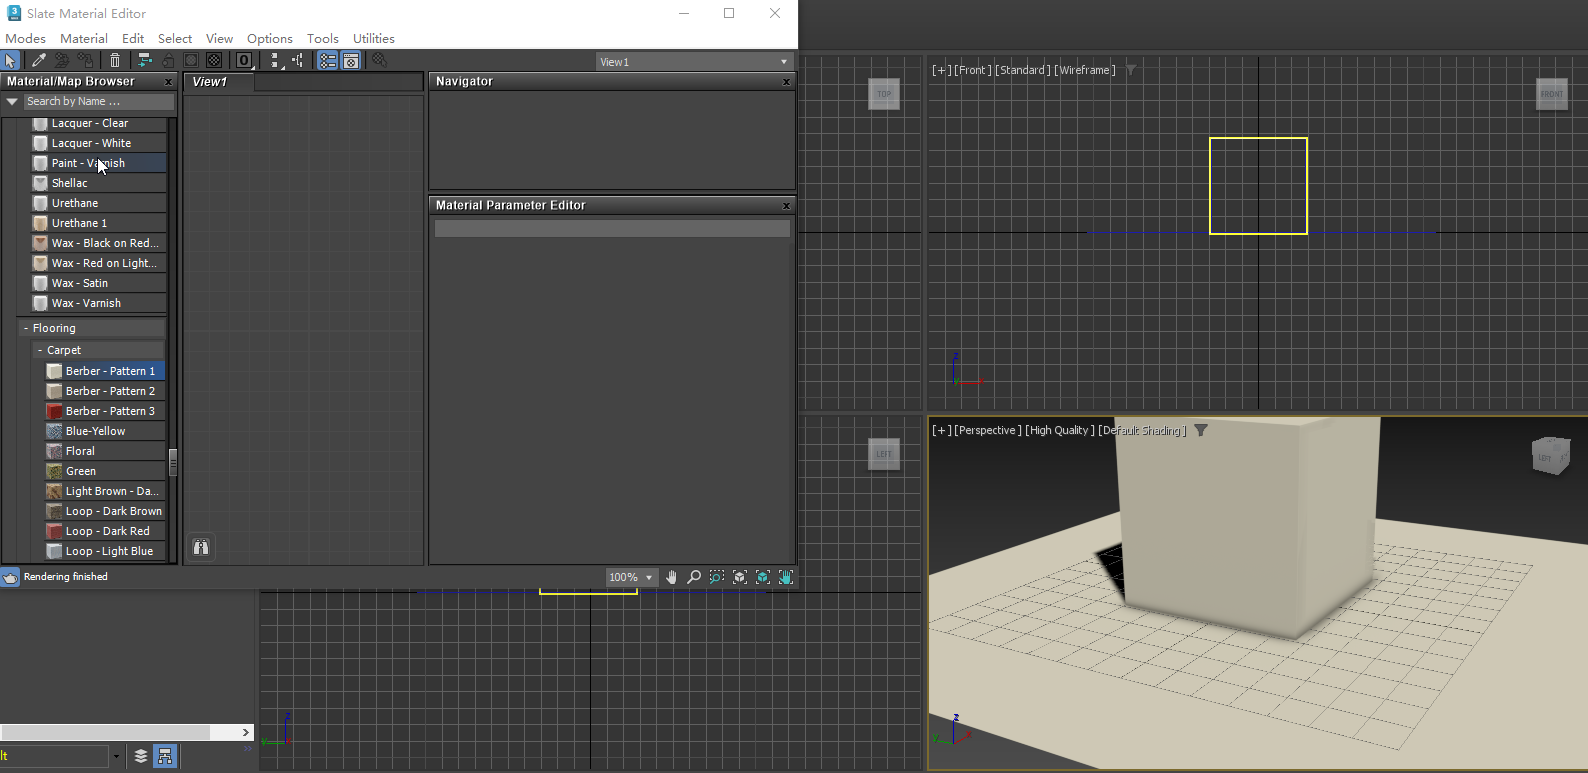 Slate Material Editor
Modes Material Edit Select View Options Tools Utilities
View1
Material/Map Browser
Search by Name ...
Lacquer - Clear
Lacquer - White
Paint - Varnish
Shellac
Urethane
Urethane 1
Wax - Black on Red...
Wax - Red on Light...
Wax - Satin
Wax - Varnish
- Flooring
- Carpet
Berber - Pattern 1
Berber - Pattern 2
Berber - Pattern 3
Blue-Yellow
Floral
Green
Light Brown - Da...
Loop - Dark Brown
Loop - Dark Red
Loop - Light Blue
Rendering finished
View1
Navigator
Material Parameter Editor
100%
TOP
[+] [Front ] [Standard ] [Wireframe ]
FRONT
z
y
x
LEFT
[+] [Perspective ] [High Quality ] [Default Shading ]
LEFT
z
y
x
z
y
x
lt